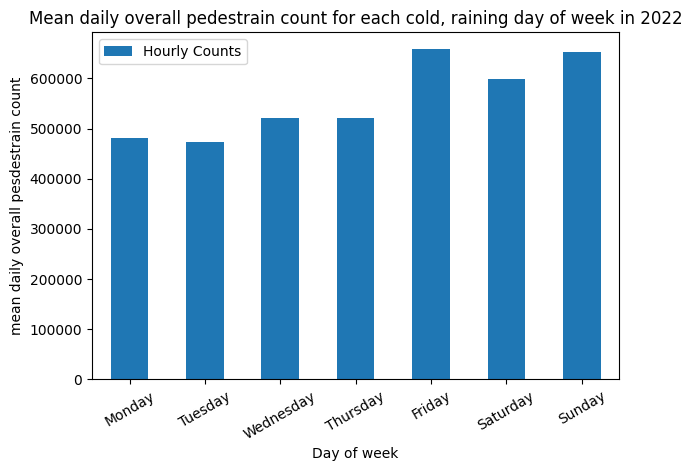 Mean daily overall pedestrain count for each cold, raining day of week in 2022
Hourly Counts
mean daily overall pesdestrain count
600000
500000
400000
300000
200000
100000
0
Monday
Tuesday
Wednesday
Thursday
Friday
Saturday
Sunday
Day of week